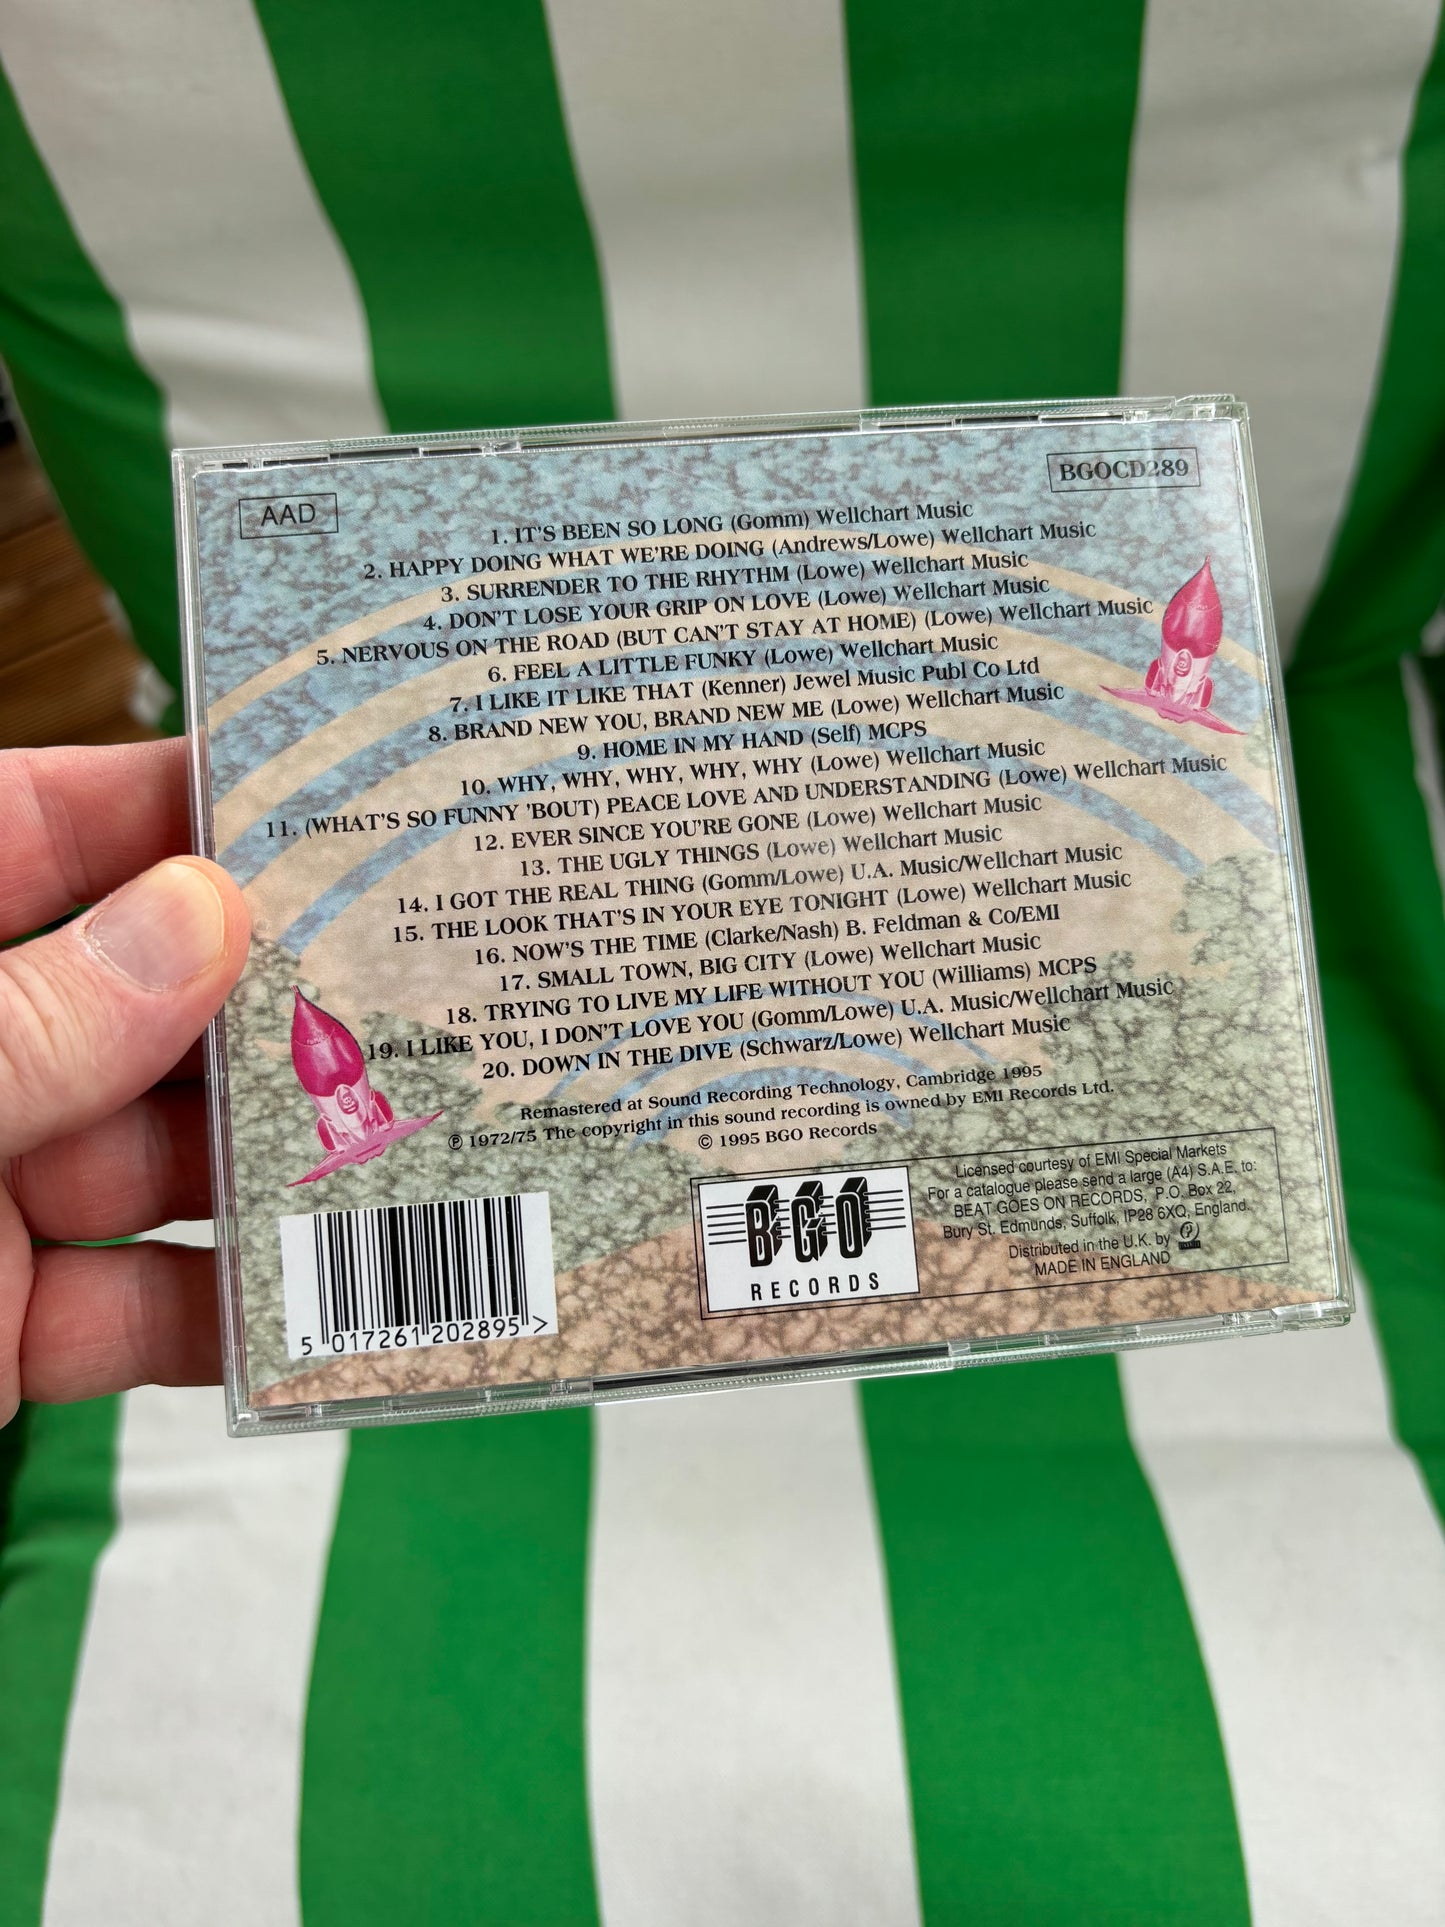 AAD
BGOCD289
1. IT'S BEEN SO LONG (Gomm) Wellchart Music
2. HAPPY DOING WHAT WE'RE DOING (Andrews/Lowe) Wellchart Music
3. SURRENDER TO THE RHYTHM (Lowe) Wellchart Music
4. DON'T LOSE YOUR GRIP ON LOVE (Lowe) Wellchart Music
5. NERVOUS ON THE ROAD (BUT CAN'T STAY AT HOME) (Lowe) Wellchart Music
6. FEEL A LITTLE FUNKY (Lowe) Wellchart Music
7. I LIKE IT LIKE THAT (Kenner) Jewel Music Publ Co Ltd
8. BRAND NEW YOU, BRAND NEW ME (Lowe) Wellchart Music
9. HOME IN MY HAND (Self) MCPS
10. WHY, WHY, WHY, WHY, WHY (Lowe) Wellchart Music
11. (WHAT'S SO FUNNY 'BOUT) PEACE LOVE AND UNDERSTANDING (Lowe) Wellchart Music
12. EVER SINCE YOU'RE GONE (Lowe) Wellchart Music
13. THE UGLY THINGS (Lowe) Wellchart Music
14. I GOT THE REAL THING (Gomm/Lowe) U.A. Music/Wellchart Music
15. THE LOOK THAT'S IN YOUR EYE TONIGHT (Lowe) Wellchart Music
16. NOW'S THE TIME (Clarke/Nash) B. Feldman & Co/EMI
17. SMALL TOWN, BIG CITY (Lowe) Wellchart Music
18. TRYING TO LIVE MY LIFE WITHOUT YOU (Williams) MCPS
19. I LIKE YOU, I DON'T LOVE YOU (Gomm/Lowe) U.A. Music/Wellchart Music
20. DOWN IN THE DIVE (Schwarz/Lowe) Wellchart Music
Remastered at Sound Recording Technology, Cambridge 1995
℗ 1972/75 The copyright in this sound recording is owned by EMI Records Ltd.
© 1995 BGO Records
5 017261 202895 >
BGO
RECORDS
Licensed courtesy of EMI Special Markets
For a catalogue please send a large (A4) S.A.E. to:
BEAT GOES ON RECORDS, P.O. Box 22,
Bury St. Edmunds, Suffolk, IP28 6XQ, England.
Distributed in the U.K. by
MADE IN ENGLAND